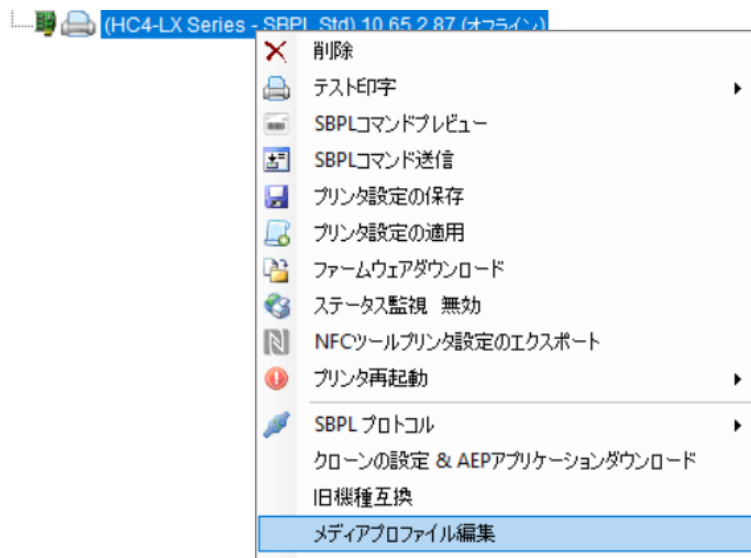 (HC4-LX Series - SBPL Std) 10.65.2.87 (オフライン)
削除
テスト印字
SBPLコマンドプレビュー
SBPLコマンド送信
プリンタ設定の保存
プリンタ設定の適用
ファームウェアダウンロード
ステータス監視 無効
NFCツールプリンタ設定のエクスポート
プリンタ再起動
SBPL プロトコル
クローンの設定 & AEPアプリケーションダウンロード
旧機種互換
メディアプロファイル編集